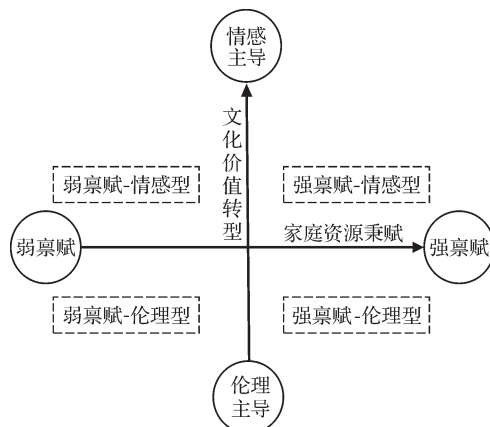 情感
主导
文化价值转型
弱禀赋-情感型
强禀赋-情感型
弱禀赋
家庭资源秉赋
强禀赋
弱禀赋-伦理型
强禀赋-伦理型
伦理
主导